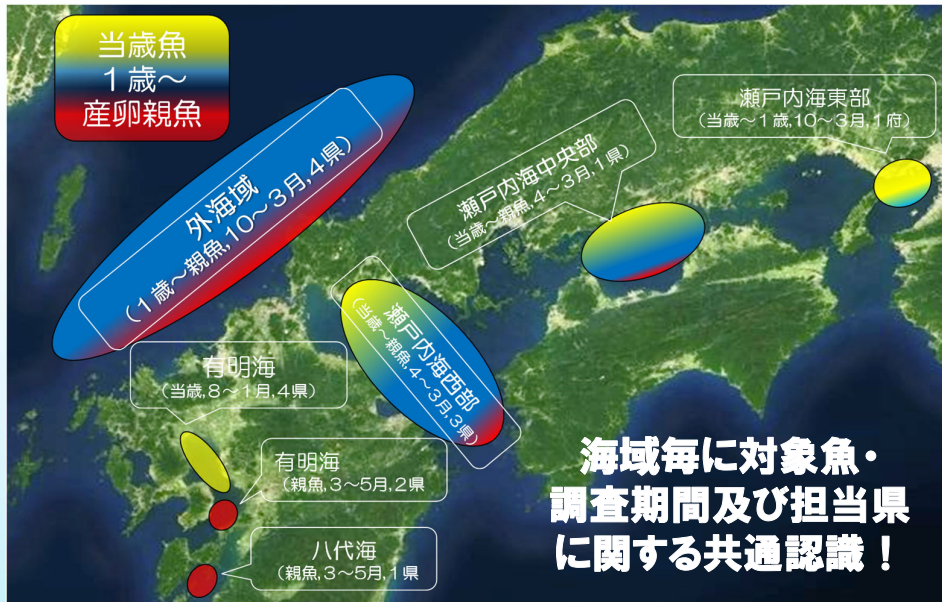 当歳魚
１歳～
産卵親魚
瀬戸内海東部
（当歳～１歳,10～３月,１府）
瀬戸内海中央部
（当歳～親魚,４～３月,１県）
外海域
（１歳～親魚,10～３月,４県）
瀬戸内海西部
（当歳～親魚,４～３月,３県）
有明海
（当歳,８～１月,４県）
有明海
（親魚,３～５月,２県
八代海
（親魚,３～５月,１県
海域毎に対象魚・
調査期間及び担当県
に関する共通認識！